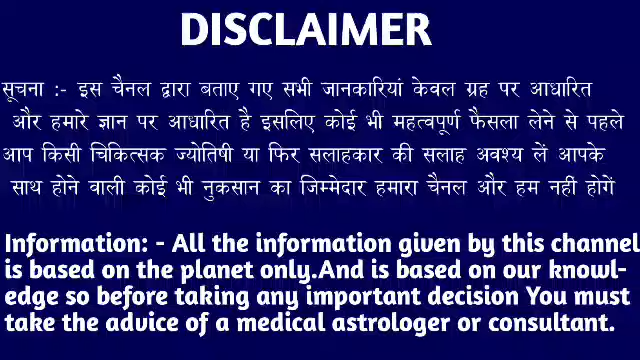 DISCLAIMER
सूचना :- इस चैनल द्वारा बताए गए सभी जानकारियां केवल ग्रह पर आधारित
और हमारे ज्ञान पर आधारित है इसलिए कोई भी महत्वपूर्ण फैसला लेने से पहले
आप किसी चिकित्सक ज्योतिषी या फिर सलाहकार की सलाह अवश्य लें आपके
साथ होने वाली कोई भी नुकसान का जिम्मेदार हमारा चैनल और हम नहीं होगें
Information: - All the information given by this channel
is based on the planet only.And is based on our knowl-
edge so before taking any important decision You must
take the advice of a medical astrologer or consultant.